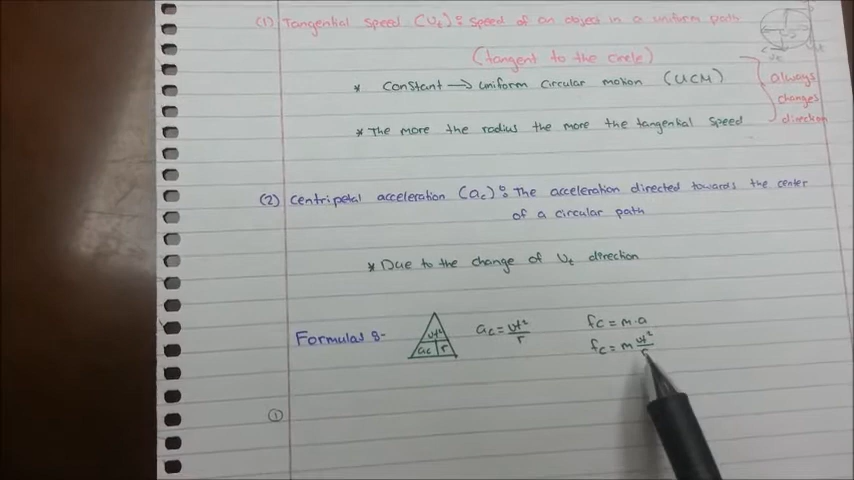 (1) Tangential speed (Vt): speed of an object in a uniform path
(tangent to the circle)
* constant → uniform circular motion (UCM)
always
changes
direction
* The more the radius the more the tangential speed
(2) centripetal acceleration (ac): The acceleration directed towards the center
of a circular path
* Due to the change of Vt direction
Formulas :-
vt²
ac r
ac = vt²/r
fc = m·a
fc = m vt²/r
①